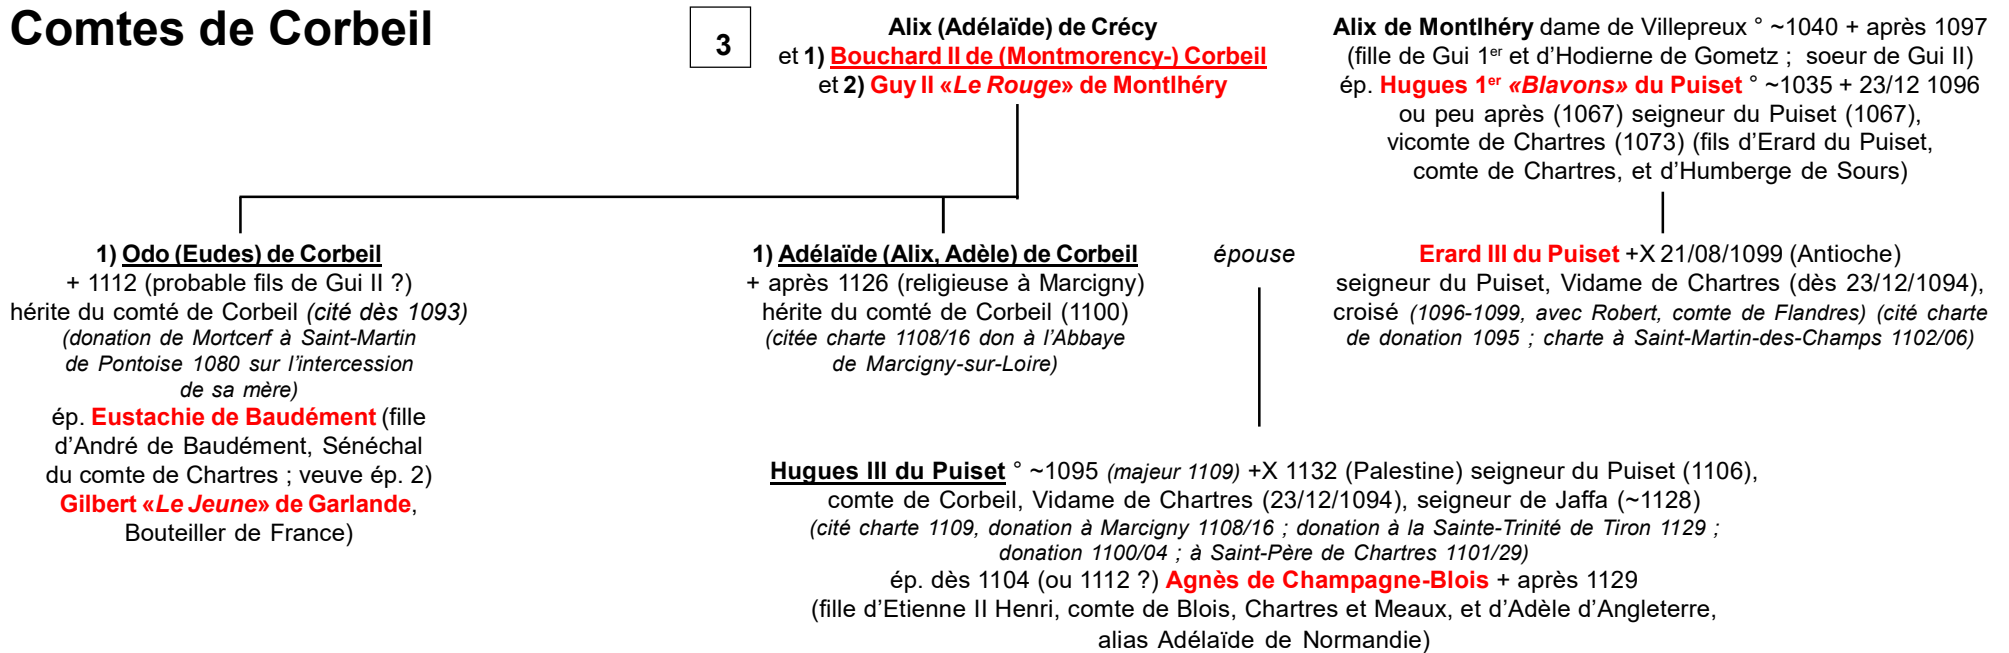 Comtes de Corbeil
3
Alix (Adélaïde) de Crécy
et 1) Bouchard II de (Montmorency-) Corbeil
et 2) Guy II «Le Rouge» de Montlhéry
Alix de Montlhéry dame de Villepreux ° ~1040 + après 1097
(fille de Gui 1er et d’Hodierne de Gometz ; soeur de Gui II)
ép. Hugues 1er «Blavons» du Puiset ° ~1035 + 23/12 1096
ou peu après (1067) seigneur du Puiset (1067),
vicomte de Chartres (1073) (fils d’Erard du Puiset,
comte de Chartres, et d’Humberge de Sours)
1) Odo (Eudes) de Corbeil
+ 1112 (probable fils de Gui II ?)
hérite du comté de Corbeil (cité dès 1093)
(donation de Mortcerf à Saint-Martin
de Pontoise 1080 sur l’intercession
de sa mère)
ép. Eustachie de Baudément (fille
d’André de Baudément, Sénéchal
du comte de Chartres ; veuve ép. 2)
Gilbert «Le Jeune» de Garlande,
Bouteiller de France)
1) Adélaïde (Alix, Adèle) de Corbeil
+ après 1126 (religieuse à Marcigny)
hérite du comté de Corbeil (1100)
(citée charte 1108/16 don à l’Abbaye
de Marcigny-sur-Loire)
épouse
Erard III du Puiset +X 21/08/1099 (Antioche)
seigneur du Puiset, Vidame de Chartres (dès 23/12/1094),
croisé (1096-1099, avec Robert, comte de Flandres) (cité charte
de donation 1095 ; charte à Saint-Martin-des-Champs 1102/06)
Hugues III du Puiset ° ~1095 (majeur 1109) +X 1132 (Palestine) seigneur du Puiset (1106),
comte de Corbeil, Vidame de Chartres (23/12/1094), seigneur de Jaffa (~1128)
(cité charte 1109, donation à Marcigny 1108/16 ; donation à la Sainte-Trinité de Tiron 1129 ;
donation 1100/04 ; à Saint-Père de Chartres 1101/29)
ép. dès 1104 (ou 1112 ?) Agnès de Champagne-Blois + après 1129
(fille d’Etienne II Henri, comte de Blois, Chartres et Meaux, et d’Adèle d’Angleterre,
alias Adélaïde de Normandie)